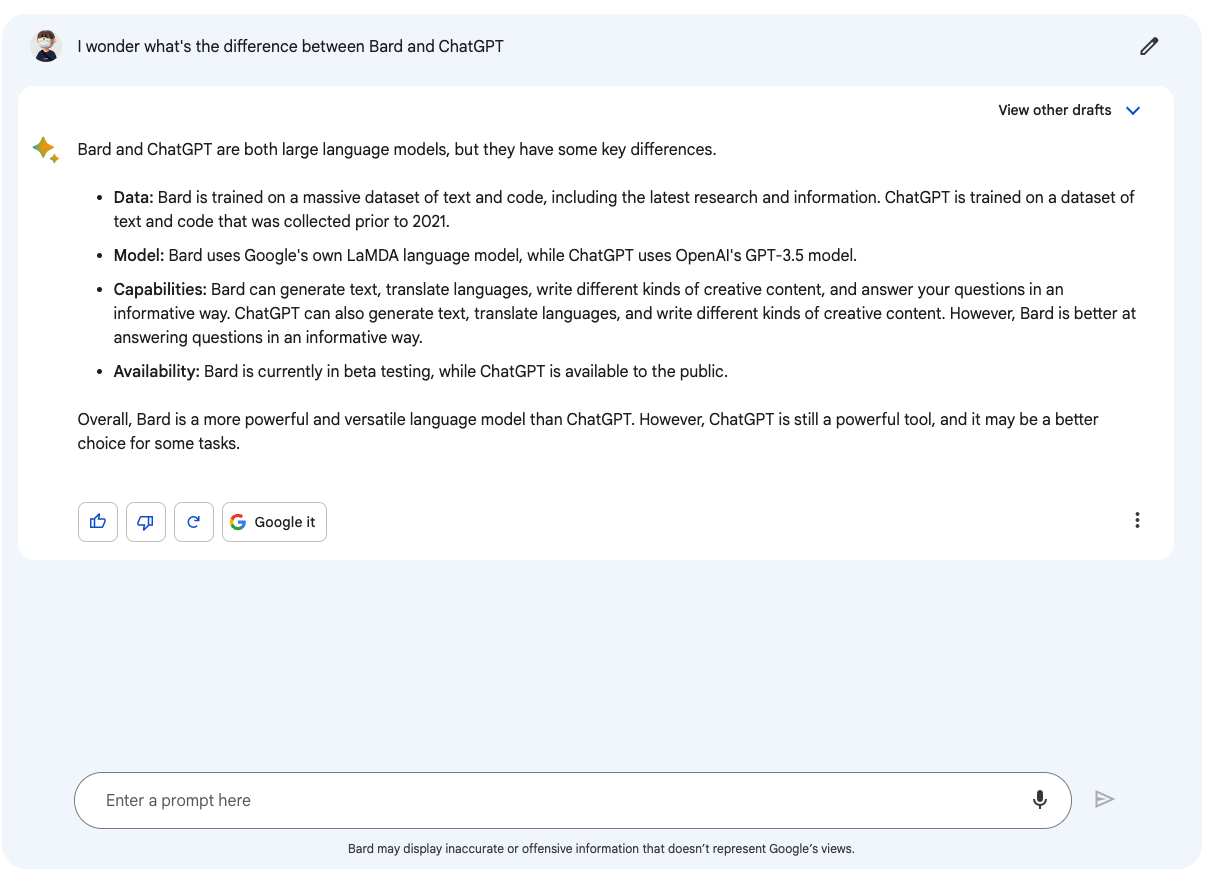 I wonder what's the difference between Bard and ChatGPT
View other drafts
Bard and ChatGPT are both large language models, but they have some key differences.
• Data: Bard is trained on a massive dataset of text and code, including the latest research and information. ChatGPT is trained on a dataset of
text and code that was collected prior to 2021.
• Model: Bard uses Google's own LaMDA language model, while ChatGPT uses OpenAI's GPT-3.5 model.
• Capabilities: Bard can generate text, translate languages, write different kinds of creative content, and answer your questions in an
informative way. ChatGPT can also generate text, translate languages, and write different kinds of creative content. However, Bard is better at
answering questions in an informative way.
• Availability: Bard is currently in beta testing, while ChatGPT is available to the public.
Overall, Bard is a more powerful and versatile language model than ChatGPT. However, ChatGPT is still a powerful tool, and it may be a better
choice for some tasks.
Google it
Enter a prompt here
Bard may display inaccurate or offensive information that doesn’t represent Google’s views.